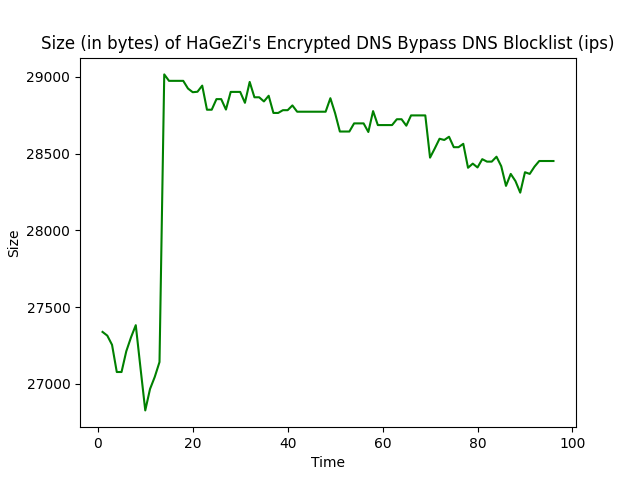 Size (in bytes) of HaGeZi's Encrypted DNS Bypass DNS Blocklist (ips)
29000
28500
28000
27500
27000
Size
0 20 40 60 80 100
Time